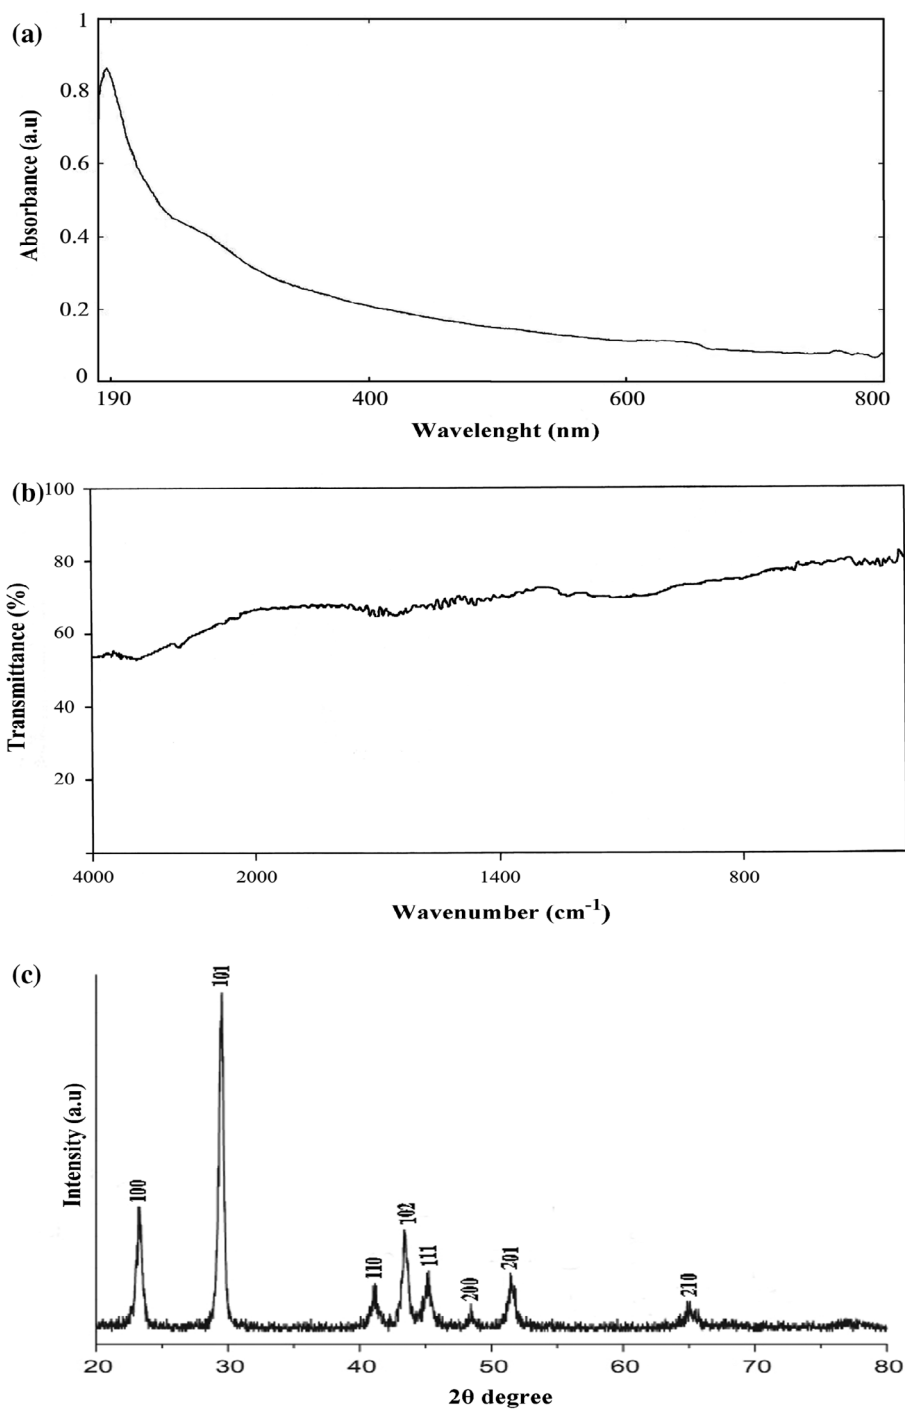 (a)
1
0.8
0.6
0.4
0.2
0
Absorbance (a.u)
190 400 600 800
Wavelenght (nm)
(b)
100
80
60
40
20
Transmittance (%)
4000 2000 1400 800
Wavenumber (cm-1)
(c)
Intensity (a.u)
100 101 110 102 111 200 201 210
20 30 40 50 60 70 80
2θ degree